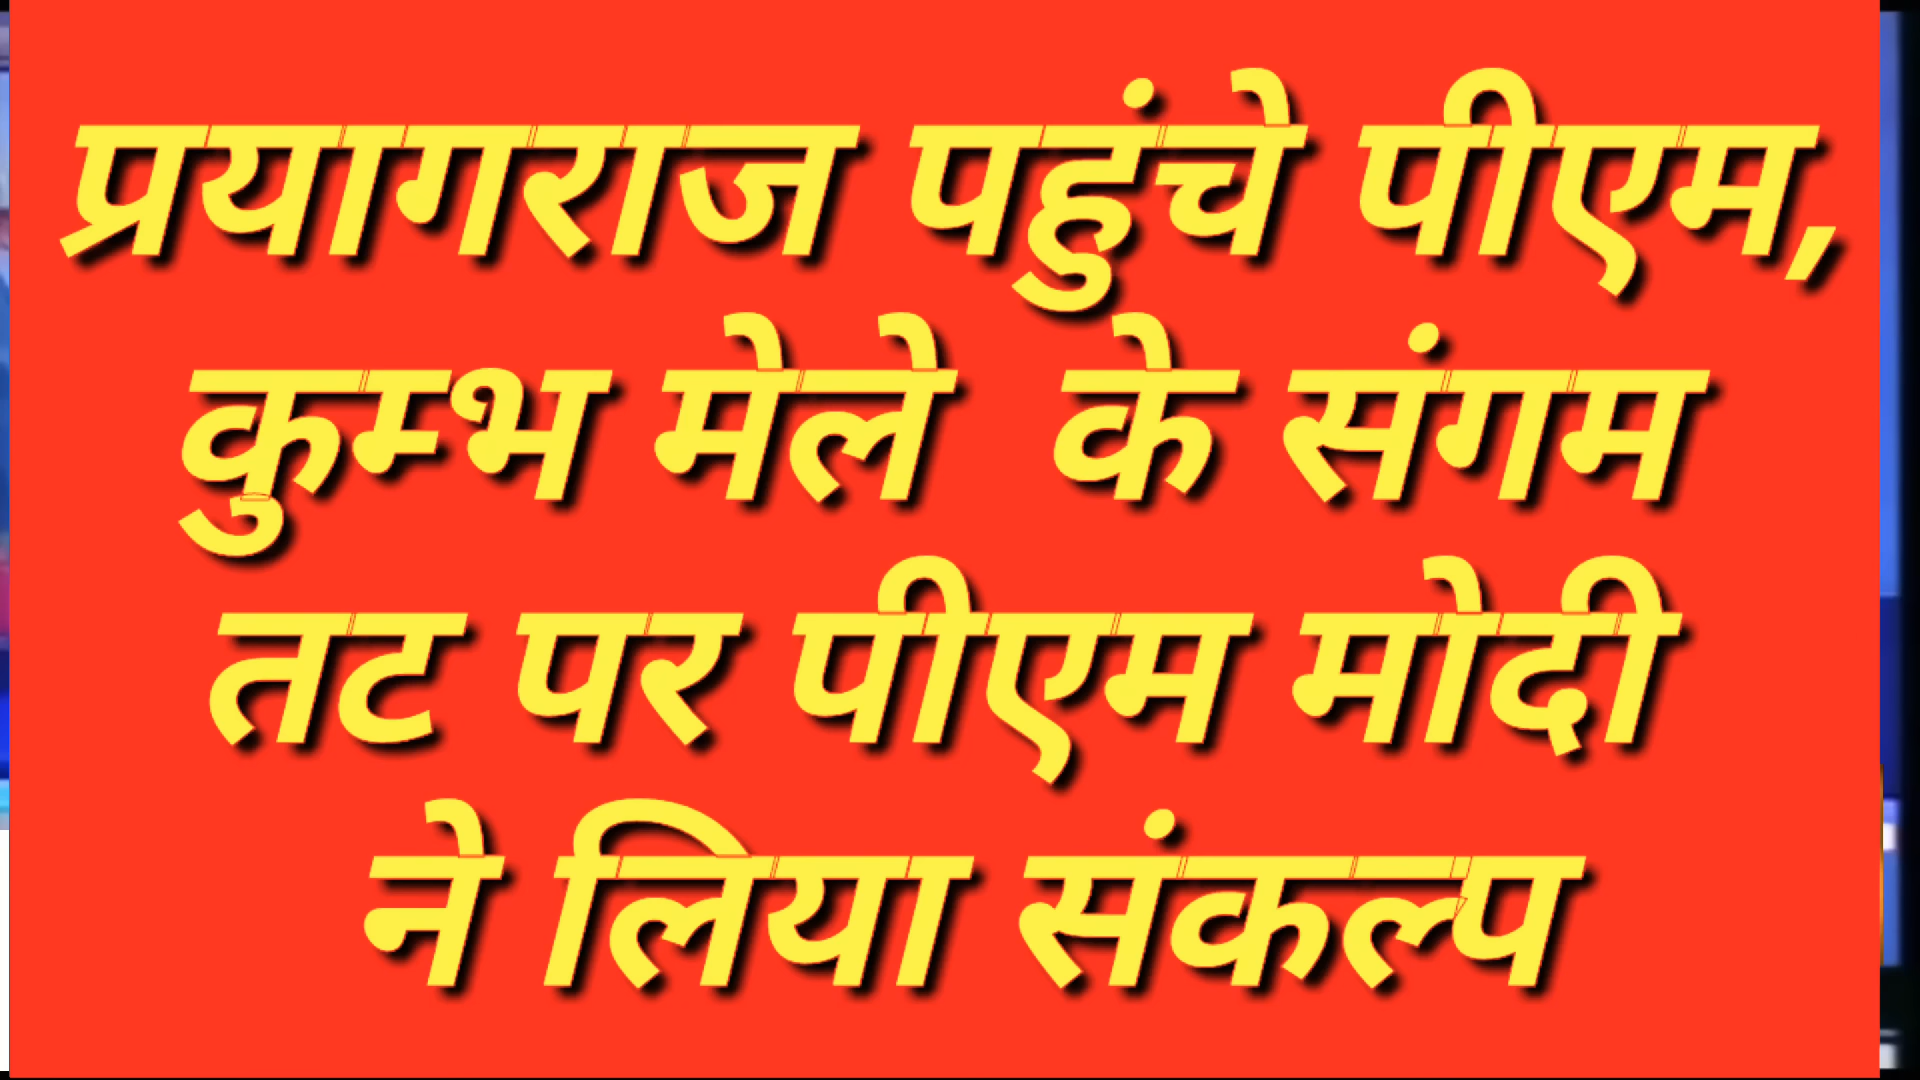 प्रयागराज पहुंचे पीएम,
कुम्भ मेले के संगम
तट पर पीएम मोदी
ने लिया संकल्प